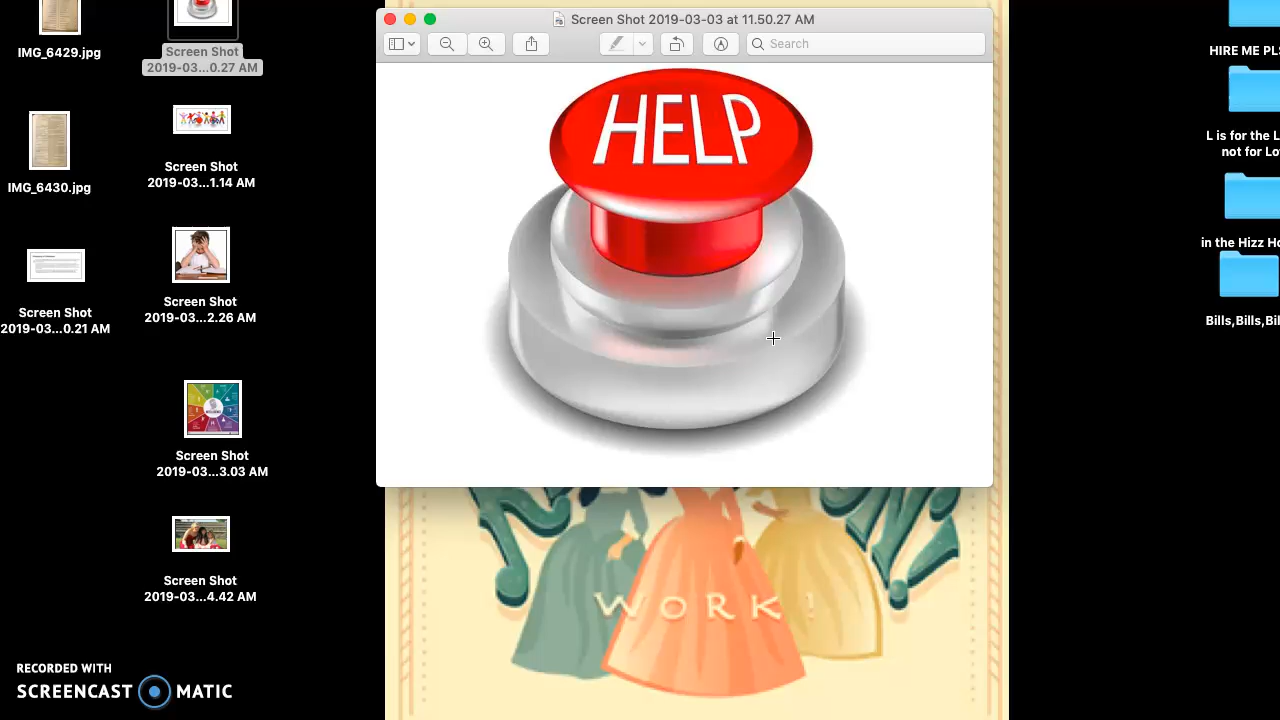 Screen Shot 2019-03-03 at 11.50.27 AM
Search
HELP
IMG_6429.jpg
Screen Shot
2019-03...0.27 AM
IMG_6430.jpg
Screen Shot
2019-03...1.14 AM
Screen Shot
2019-03...0.21 AM
Screen Shot
2019-03...2.26 AM
Screen Shot
2019-03...3.03 AM
Screen Shot
2019-03...4.42 AM
HIRE ME PL
L is for the L
not for Lo
in the Hizz H
Bills,Bills,Bil
WORK!
RECORDED WITH
SCREENCAST MATIC